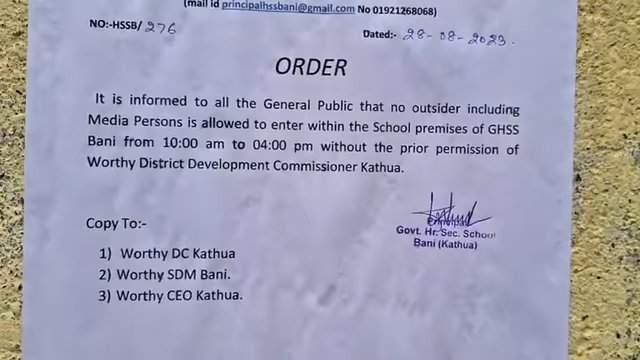 (mail id principalhssbani@gmail.com No 01921268068)
NO:-HSSB/ 276
Dated:- 28-08-2023.
ORDER
It is informed to all the General Public that no outsider including
Media Persons is allowed to enter within the School premises of GHSS
Bani from 10:00 am to 04:00 pm without the prior permission of
Worthy District Development Commissioner Kathua.
Principal
Govt. Hr. Sec. School
Bani (Kathua)
Copy To:-
1) Worthy DC Kathua
2) Worthy SDM Bani.
3) Worthy CEO Kathua.